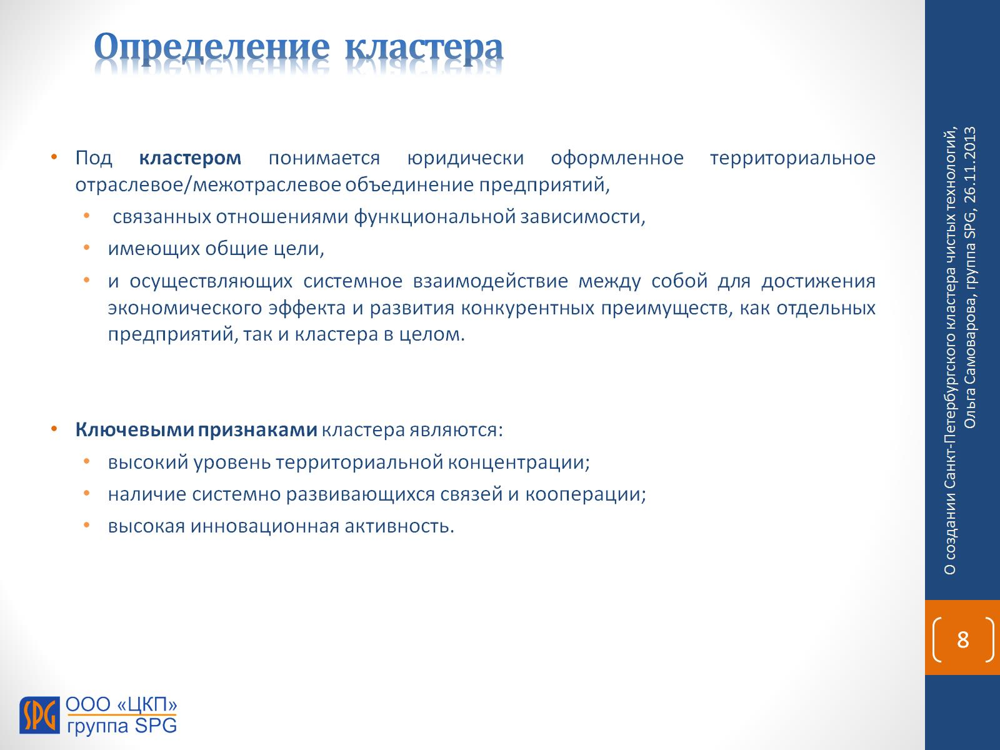 Определение кластера
• Под кластером понимается юридически оформленное территориальное
отраслевое/межотраслевое объединение предприятий,
• связанных отношениями функциональной зависимости,
• имеющих общие цели,
• и осуществляющих системное взаимодействие между собой для достижения
экономического эффекта и развития конкурентных преимуществ, как отдельных
предприятий, так и кластера в целом.
• Ключевыми признаками кластера являются:
• высокий уровень территориальной концентрации;
• наличие системно развивающихся связей и кооперации;
• высокая инновационная активность.
О создании Санкт-Петербургского кластера чистых технологий,
Ольга Самоварова, группа SPG, 26.11.2013
8
SPG
ООО «ЦКП»
группа SPG